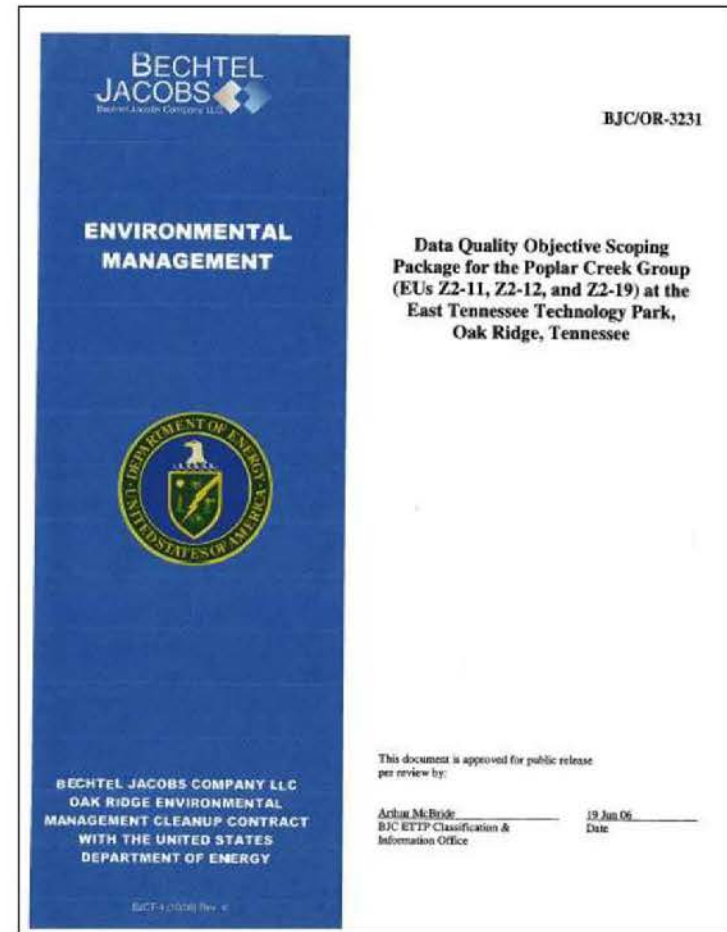 BECHTEL
JACOBS
Bechtel Jacobs Company LLC
ENVIRONMENTAL
MANAGEMENT
DEPARTMENT OF ENERGY
UNITED STATES OF AMERICA
BECHTEL JACOBS COMPANY LLC
OAK RIDGE ENVIRONMENTAL
MANAGEMENT CLEANUP CONTRACT
WITH THE UNITED STATES
DEPARTMENT OF ENERGY
BJC/OR-3231
Data Quality Objective Scoping
Package for the Poplar Creek Group
(EUs Z2-11, Z2-12, and Z2-19) at the
East Tennessee Technology Park,
Oak Ridge, Tennessee
This document is approved for public release
per review by:
Arthur McBride 19 Jun 06
BJC ETTP Classification & Date
Information Office